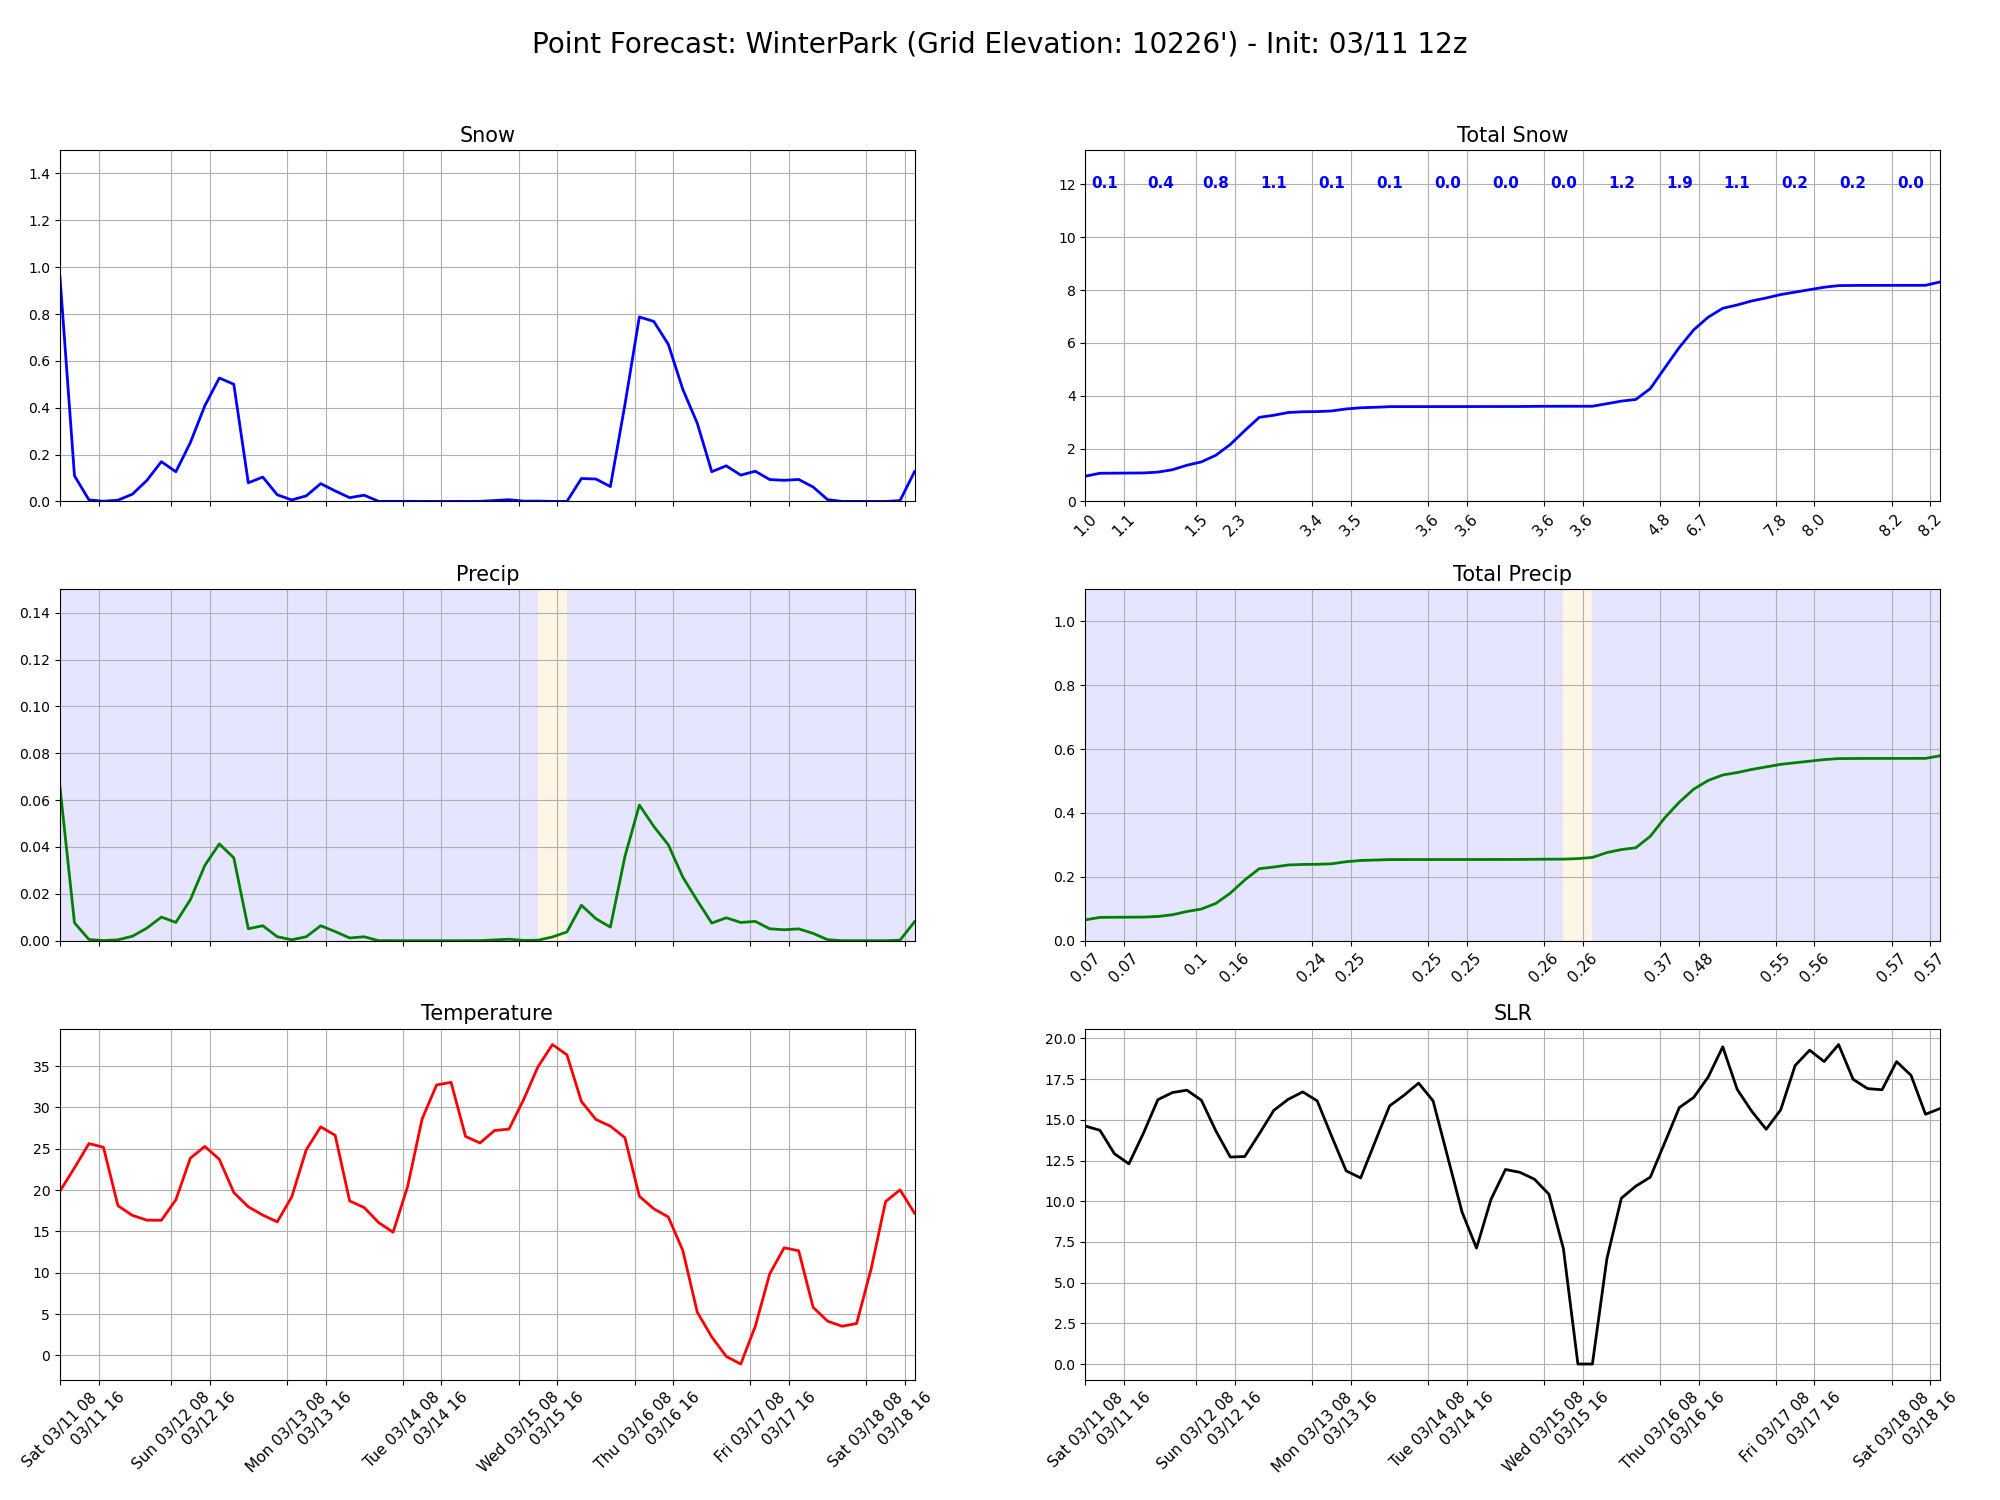 Point Forecast: WinterPark (Grid Elevation: 10226') - Init: 03/11 12z
Snow
1.4
1.2
1.0
0.8
0.6
0.4
0.2
0.0
Total Snow
0.1 0.4 0.8 1.1 0.1 0.1 0.0 0.0 0.0 1.2 1.9 1.1 0.2 0.2 0.0
12
10
8
6
4
2
0
1.0 1.1 1.5 2.3 3.4 3.5 3.6 3.6 3.6 3.6 4.8 6.7 7.8 8.0 8.2 8.2
Precip
0.14
0.12
0.10
0.08
0.06
0.04
0.02
0.00
Total Precip
1.0
0.8
0.6
0.4
0.2
0.0
0.07 0.07 0.1 0.16 0.24 0.25 0.25 0.25 0.26 0.26 0.37 0.48 0.55 0.56 0.57 0.57
Temperature
35
30
25
20
15
10
5
0
Sat 03/11 08
03/11 16
Sun 03/12 08
03/12 16
Mon 03/13 08
03/13 16
Tue 03/14 08
03/14 16
Wed 03/15 08
03/15 16
Thu 03/16 08
03/16 16
Fri 03/17 08
03/17 16
Sat 03/18 08
03/18 16
SLR
20.0
17.5
15.0
12.5
10.0
7.5
5.0
2.5
0.0
Sat 03/11 08
03/11 16
Sun 03/12 08
03/12 16
Mon 03/13 08
03/13 16
Tue 03/14 08
03/14 16
Wed 03/15 08
03/15 16
Thu 03/16 08
03/16 16
Fri 03/17 08
03/17 16
Sat 03/18 08
03/18 16